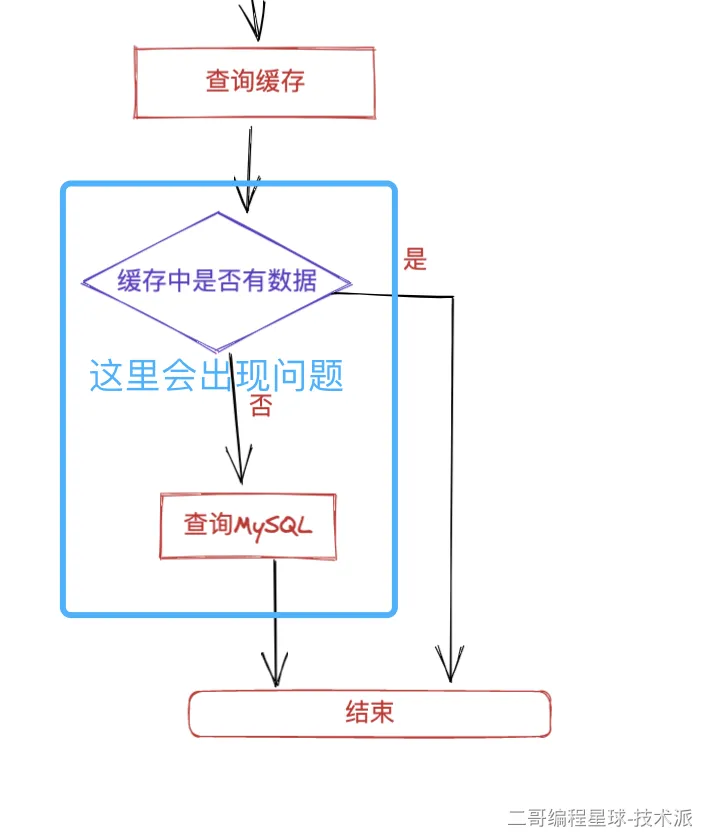 查询缓存
是
缓存中是否有数据
这里会出现问题
否
查询MySQL
结束
二哥编程星球-技术派